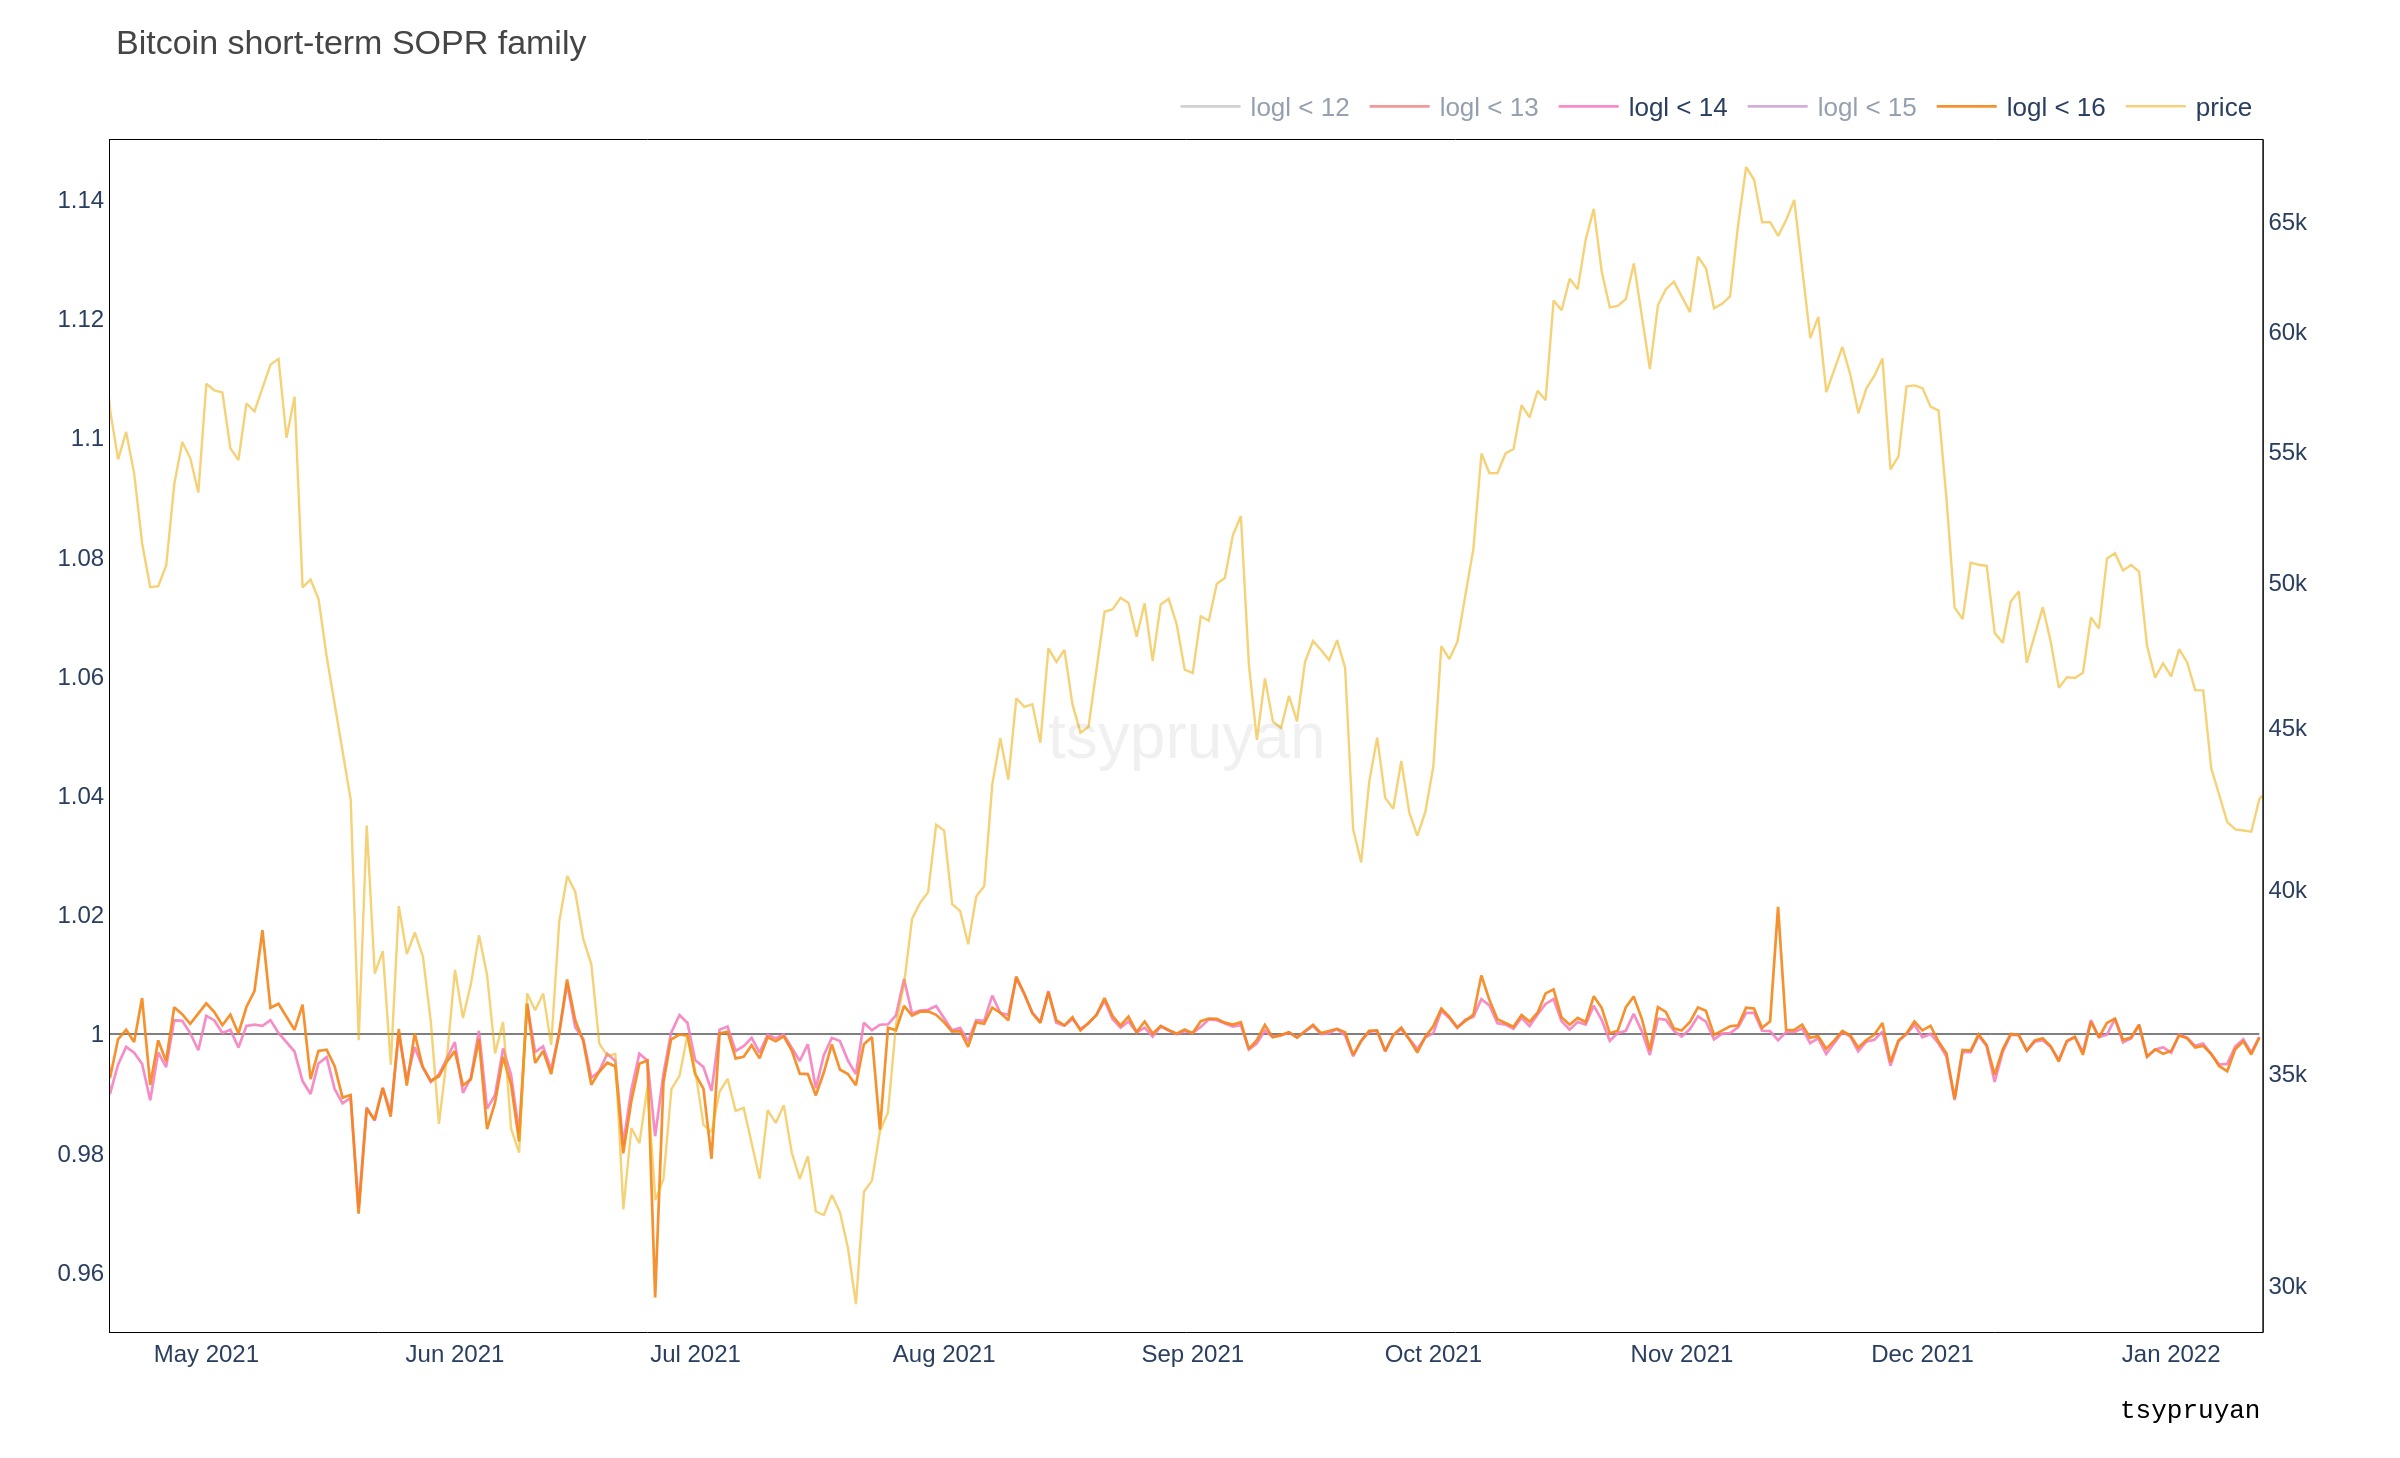 Bitcoin short-term SOPR family
logl < 12 logl < 13 logl < 14 logl < 15 logl < 16 price
1.14
1.12
1.1
1.08
1.06
1.04
1.02
1
0.98
0.96
65k
60k
55k
50k
45k
40k
35k
30k
tsypruyan
May 2021 Jun 2021 Jul 2021 Aug 2021 Sep 2021 Oct 2021 Nov 2021 Dec 2021 Jan 2022
tsypruyan